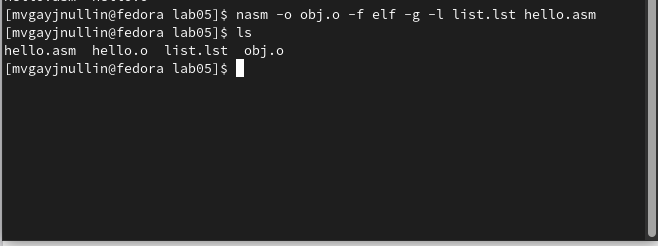 [mvgayjnullin@fedora lab05]$ nasm -o obj.o -f elf -g -l list.lst hello.asm
[mvgayjnullin@fedora lab05]$ ls
hello.asm  hello.o  list.lst  obj.o
[mvgayjnullin@fedora lab05]$